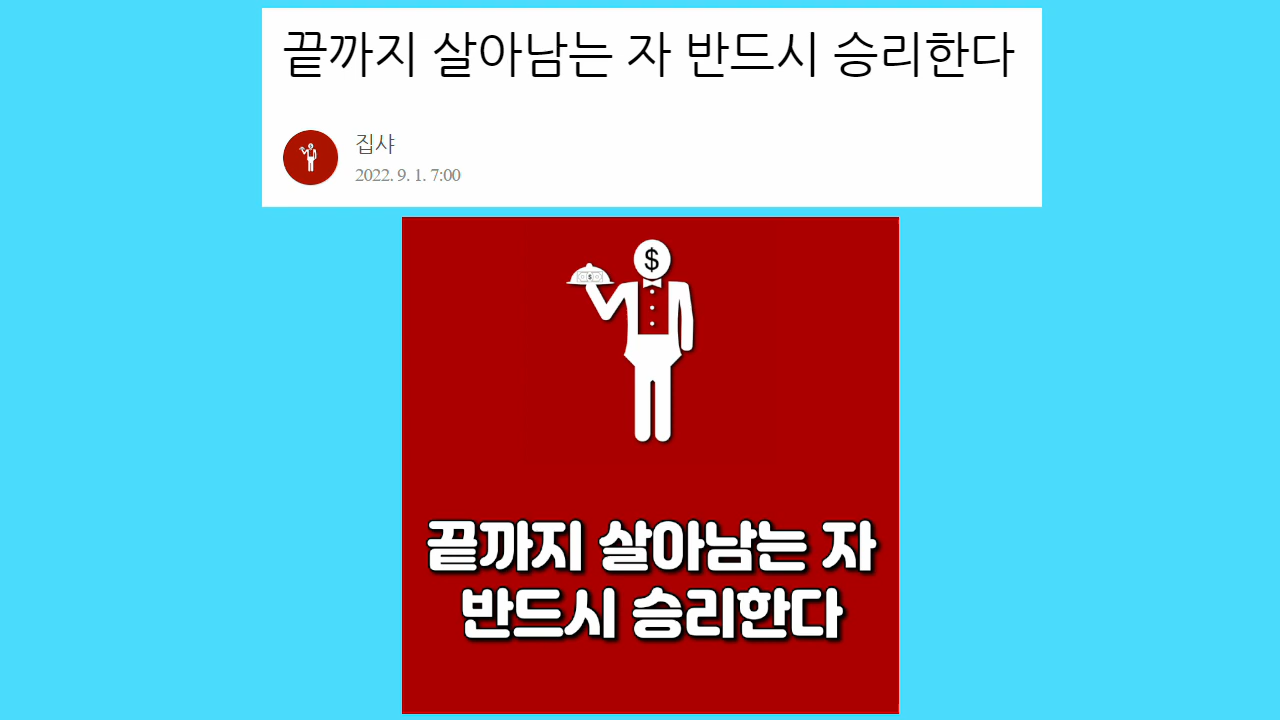 끝까지 살아남는 자 반드시 승리한다
집샤
2022. 9. 1. 7:00
$
$
끝까지 살아남는 자
반드시 승리한다